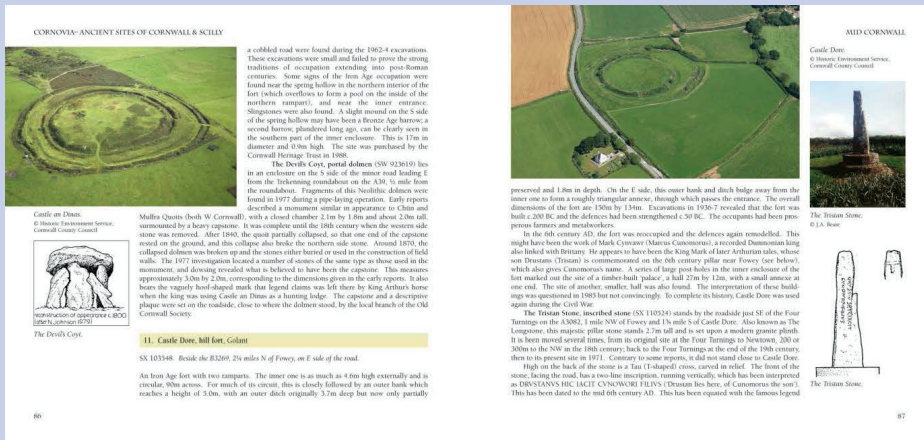 CORNOVIA– ANCIENT SITES OF CORNWALL & SCILLY
a cobbled road were found during the 1962-4 excavations.
These excavations were small and failed to prove the strong
traditions of occupation extending into post-Roman
centuries. Some signs of the Iron Age occupation were
found near the spring hollow in the northern interior of the
fort (which overflows to form a pool on the inside of the
northern rampart), and near the inner entrance.
Slingstones were also found. A slight mound on the S side
of the spring hollow may have been a Bronze Age barrow; a
second barrow, plundered long ago, can be clearly seen in
the southern part of the inner enclosure. This is 17m in
diameter and 0.9m high. The site was purchased by the
Cornwall Heritage Trust in 1988.
The Devil's Coyt, portal dolmen (SW 923619) lies
in an enclosure on the S side of the minor road leading E
from the Trekenning roundabout on the A39, ½ mile from
the roundabout. Fragments of this Neolithic dolmen were
found in 1977 during a pipe-laying operation. Early reports
described a monument similar in appearance to Chûn and
Mulfra Quoits (both W Cornwall), with a closed chamber 2.1m by 1.8m and about 2.0m tall,
surmounted by a heavy capstone. It was complete until the 18th century when the western side
stone was removed. After 1840, the quoit partially collapsed, so that one end of the capstone
rested on the ground, and this collapse also broke the northern side stone. Around 1870, the
collapsed dolmen was broken up and the stones either buried or used in the construction of field
walls. The 1977 investigation located a number of stones of the same type as those used in the
monument, and dowsing revealed what is believed to have been the capstone. This measures
approximately 3.0m by 2.0m, corresponding to the dimensions given in the early reports. It also
bears the vaguely hoof-shaped mark that legend claims was left there by King Arthur's horse
when the king was using Castle an Dinas as a hunting lodge. The capstone and a descriptive
plaque were set on the roadside, close to where the dolmen stood, by the local branch of the Old
Cornwall Society.
Castle an Dinas.
© Historic Environment Service,
Cornwall County Council
reconstruction of appearance c.1800
(after N. Johnson 1979)
The Devil's Coyt.
11. Castle Dore, hill fort, Golant
SX 103548. Beside the B3269, 2¼ miles N of Fowey, on E side of the road.
An Iron Age fort with two ramparts. The inner one is as much as 4.6m high externally and is
circular, 90m across. For much of its circuit, this is closely followed by an outer bank which
reaches a height of 3.0m, with an outer ditch originally 3.7m deep but now only partially
86
MID CORNWALL
Castle Dore.
© Historic Environment Service,
Cornwall County Council
The Tristan Stone.
© J.A. Beare
preserved and 1.8m in depth. On the E side, this outer bank and ditch bulge away from the
inner one to form a roughly triangular annexe, through which passes the entrance. The overall
dimensions of the fort are 150m by 134m. Excavations in 1936-7 revealed that the fort was
built c.200 BC and the defences had been strengthened c.50 BC. The occupants had been pros-
perous farmers and metalworkers.
In the 6th century AD, the fort was reoccupied and the defences again remodelled. This
might have been the work of Mark Cynvawr (Marcus Cunomorus), a recorded Dumnonian king
also linked with Brittany. He appears to have been the King Mark of later Arthurian tales, whose
son Drustans (Tristan) is commemorated on the 6th century pillar near Fowey (see below),
which also gives Cunomorus's name. A series of large post-holes in the inner enclosure of the
fort marked out the site of a timber-built 'palace', a hall 27m by 12m, with a small annexe at
one end. The site of another, smaller, hall was also found. The interpretation of these build-
ings was questioned in 1985 but not convincingly. To complete its history, Castle Dore was used
again during the Civil War.
The Tristan Stone, inscribed stone (SX 110524) stands by the roadside just SE of the Four
Turnings on the A3082, 1 mile NW of Fowey and 1¾ mile S of Castle Dore. Also known as The
Longstone, this majestic pillar stone stands 2.7m tall and is set upon a modern granite plinth.
It is been moved several times, from its original site at the Four Turnings to Newtown, 200 or
300m to the NW in the 18th century; back to the Four Turnings at the end of the 19th century,
then to its present site in 1971. Contrary to some reports, it did not stand close to Castle Dore.
High on the back of the stone is a Tau (T-shaped) cross, carved in relief. The front of the
stone, facing the road, has a two-line inscription, running vertically, which has been interpreted
as DRVSTANVS HIC IACIT CVNOWORI FILIVS ('Drustan lies here, of Cunomorus the son').
This has been dated to the mid 6th century AD. This has been equated with the famous legend
The Tristan Stone.
87